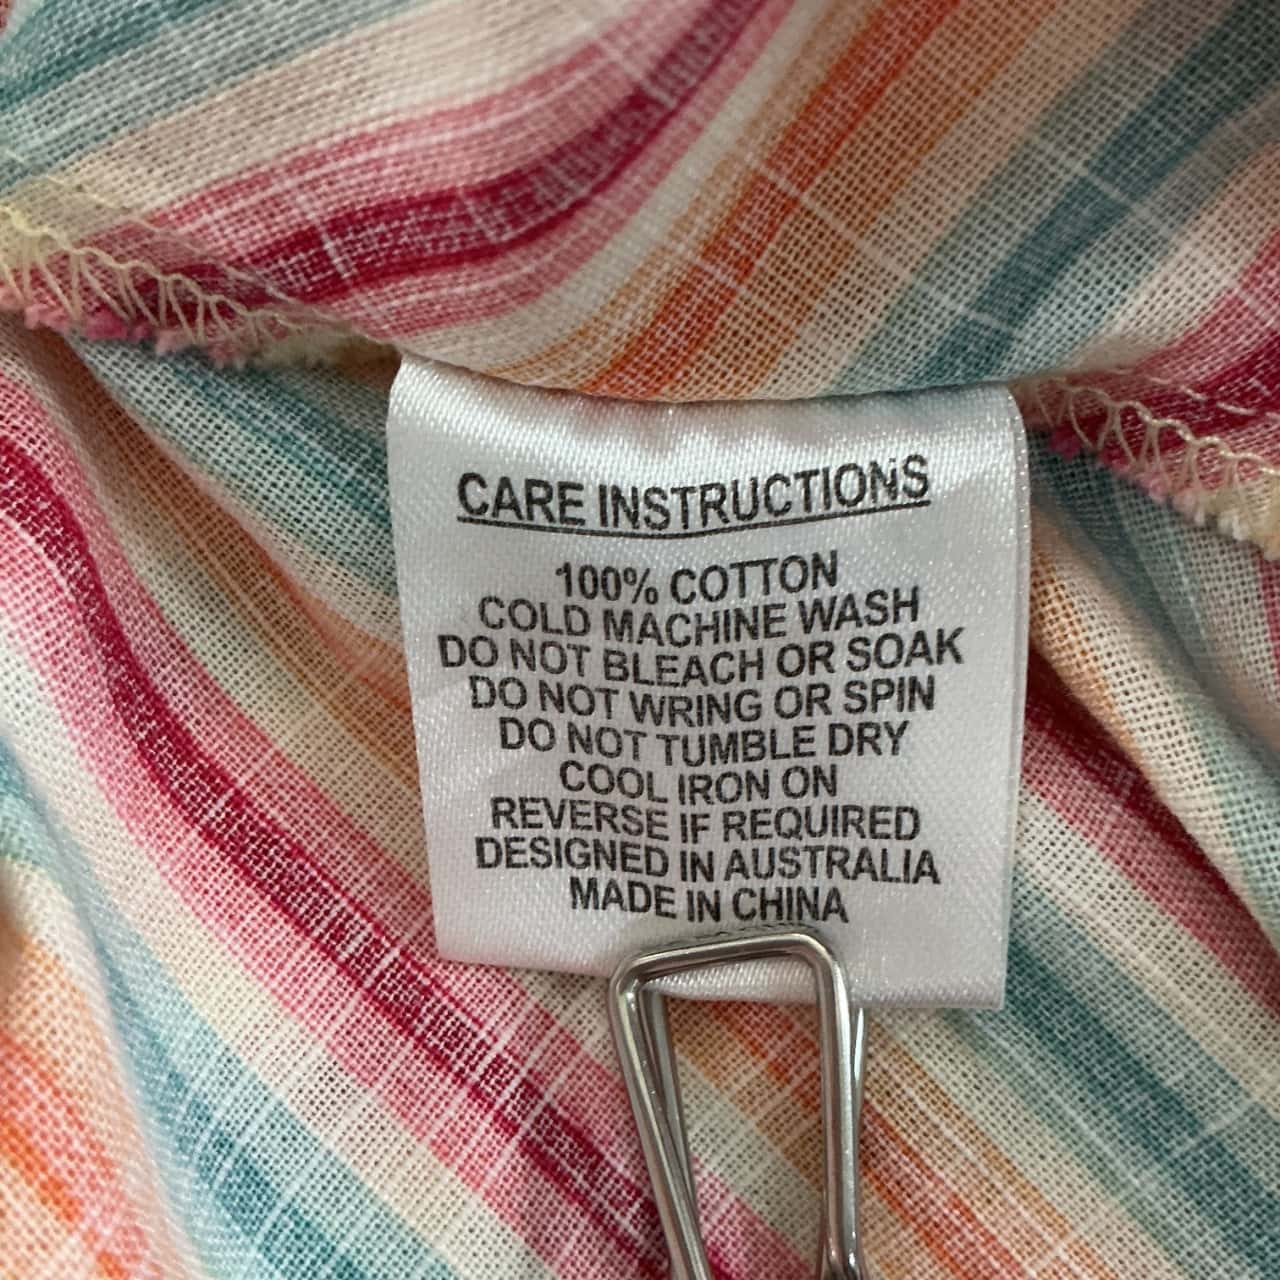 CARE INSTRUCTIONS
100% COTTON
COLD MACHINE WASH
DO NOT BLEACH OR SOAK
DO NOT WRING OR SPIN
DO NOT TUMBLE DRY
COOL IRON ON
REVERSE IF REQUIRED
DESIGNED IN AUSTRALIA
MADE IN CHINA